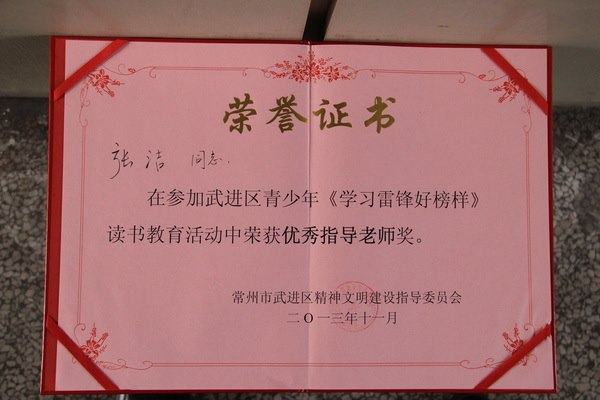 荣誉证书
张洁 同志:
在参加武进区青少年《学习雷锋好榜样》
读书教育活动中荣获优秀指导老师奖。
常州市武进区精神文明建设指导委员会
二O一三年十一月